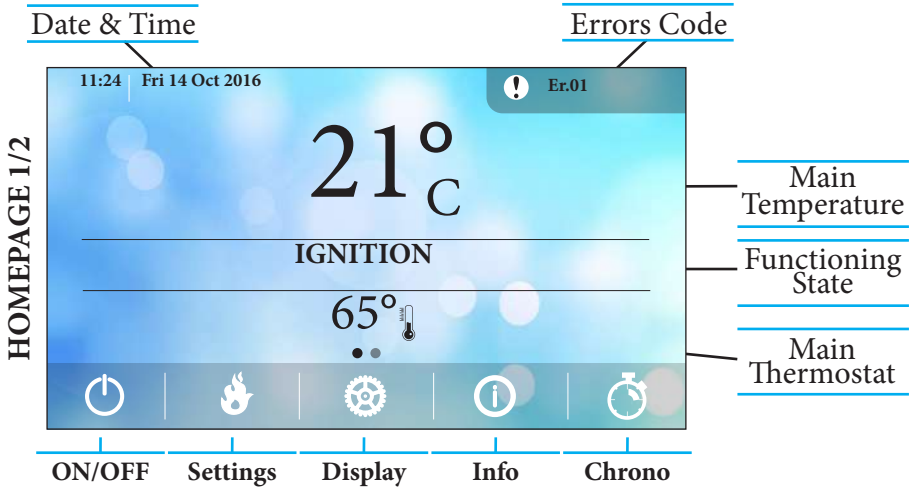 Date & Time
Errors Code
11:24 Fri 14 Oct 2016
Er.01
HOMEPAGE 1/2
21°
C
Main
Temperature
IGNITION
Functioning
State
65°
Main
Thermostat
ON/OFF Settings Display Info Chrono